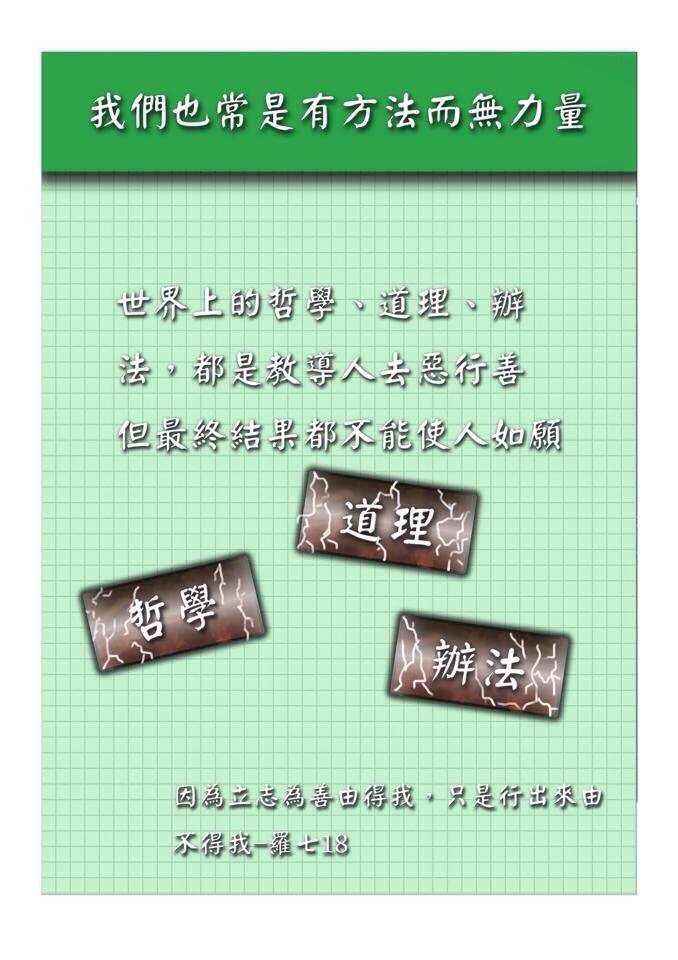 我們也常是有方法而無力量
世界上的哲學、道理、辦
法，都是教導人去惡行善
但最終結果都不能使人如願
道理
哲學
辦法
因為立志為善由得我，只是行出來由
不得我-羅七18